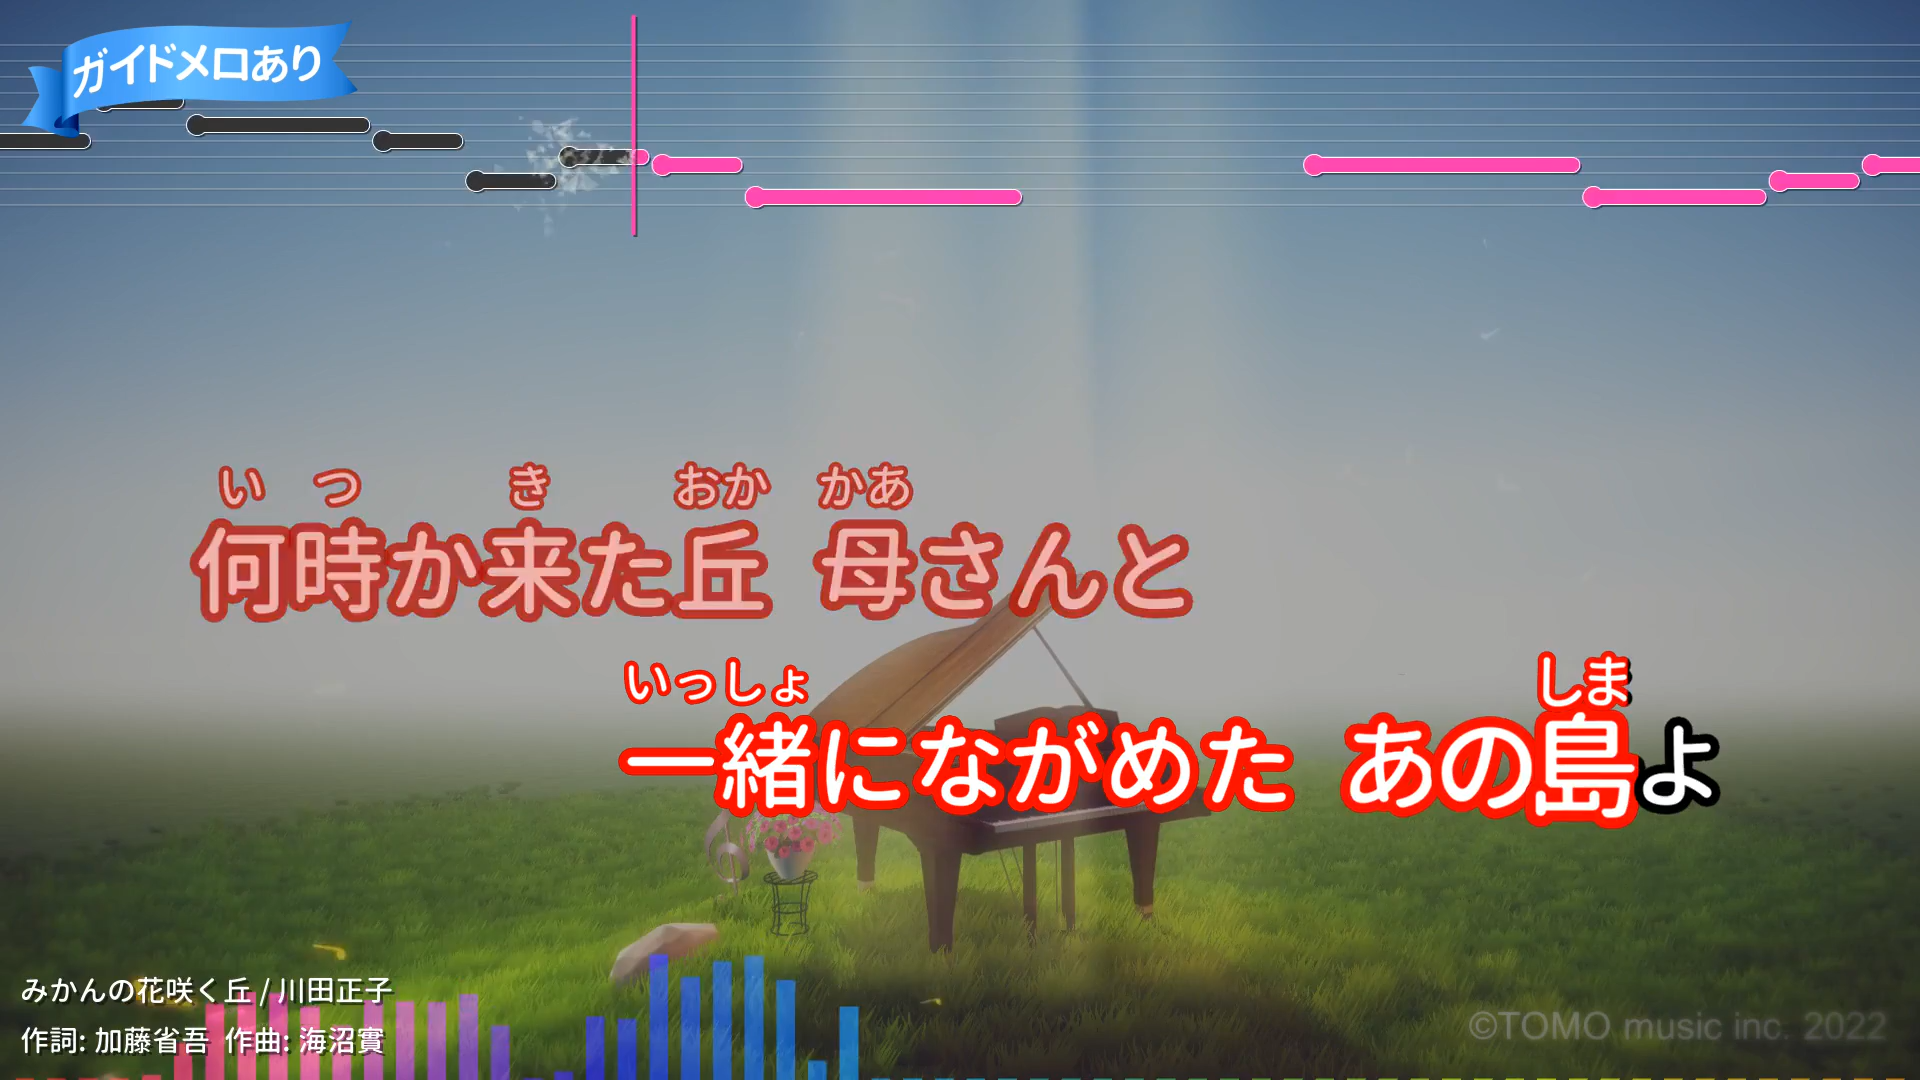 ガイドメロあり
いつ き おか かあ
何時か来た丘 母さんと
いっしょ しま
一緒にながめた あの島よ
みかんの花咲く丘 / 川田正子
作詞: 加藤省吾 作曲: 海沼實
©TOMO music inc. 2022